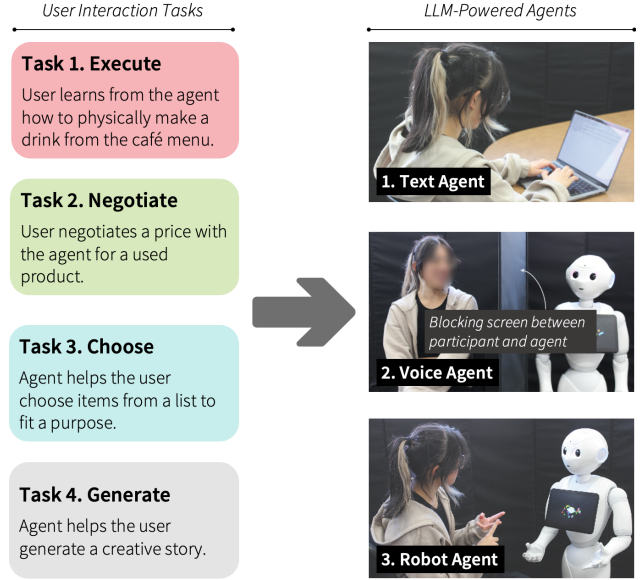 User Interaction Tasks
Task 1. Execute
User learns from the agent
how to physically make a
drink from the café menu.
Task 2. Negotiate
User negotiates a price with
the agent for a used
product.
Task 3. Choose
Agent helps the user
choose items from a list to
fit a purpose.
Task 4. Generate
Agent helps the user
generate a creative story.
LLM-Powered Agents
1. Text Agent
Blocking screen between
participant and agent
2. Voice Agent
3. Robot Agent